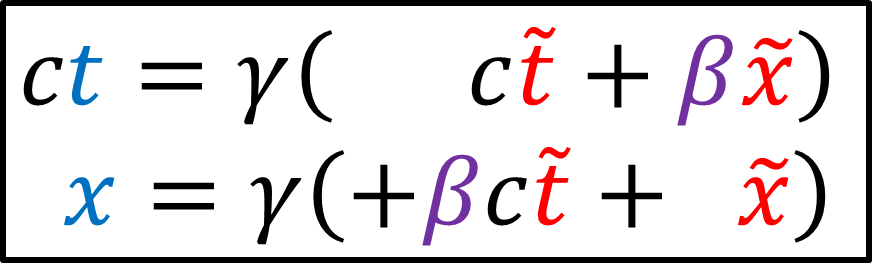 ct = γ( ct̃ + βx̃)
x = γ(+βct̃ + x̃)